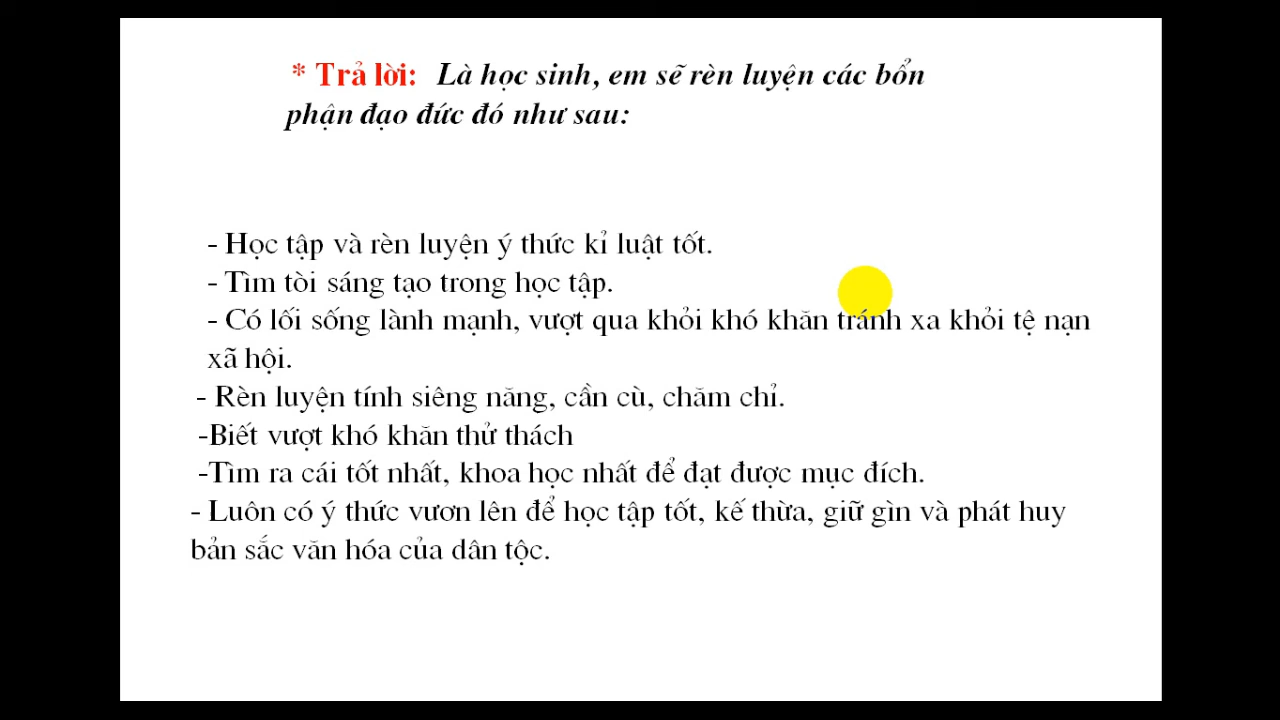 * Trả lời: Là học sinh, em sẽ rèn luyện các bổn
phận đạo đức đó như sau:
- Học tập và rèn luyện ý thức kỉ luật tốt.
- Tìm tòi sáng tạo trong học tập.
- Có lối sống lành mạnh, vượt qua khỏi khó khăn tránh xa khỏi tệ nạn
xã hội.
- Rèn luyện tính siêng năng, cần cù, chăm chỉ.
-Biết vượt khó khăn thử thách
-Tìm ra cái tốt nhất, khoa học nhất để đạt được mục đích.
- Luôn có ý thức vươn lên để học tập tốt, kế thừa, giữ gìn và phát huy
bản sắc văn hóa của dân tộc.